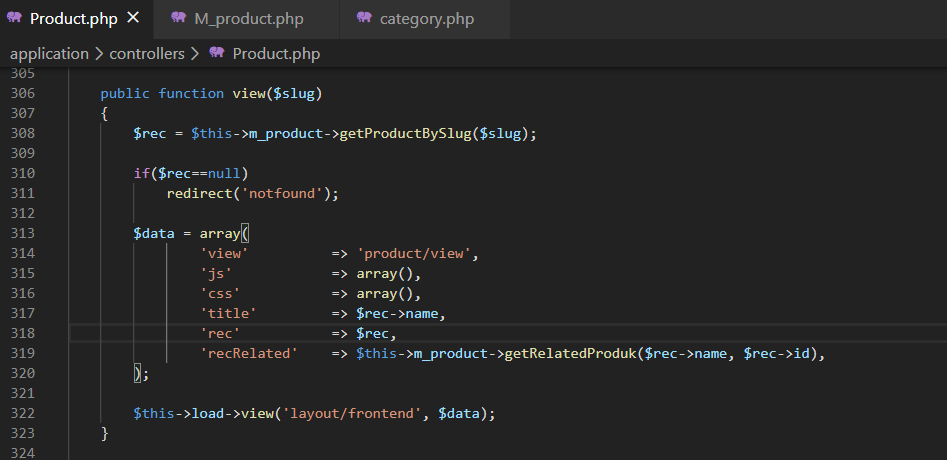 Product.php ✕ M_product.php category.php
application > controllers > Product.php
305
306 public function view($slug)
307 {
308 $rec = $this->m_product->getProductBySlug($slug);
309
310 if($rec==null)
311 redirect('notfound');
312
313 $data = array(
314 'view' => 'product/view',
315 'js' => array(),
316 'css' => array(),
317 'title' => $rec->name,
318 'rec' => $rec,
319 'recRelated' => $this->m_product->getRelatedProduk($rec->name, $rec->id),
320 );
321
322 $this->load->view('layout/frontend', $data);
323 }
324